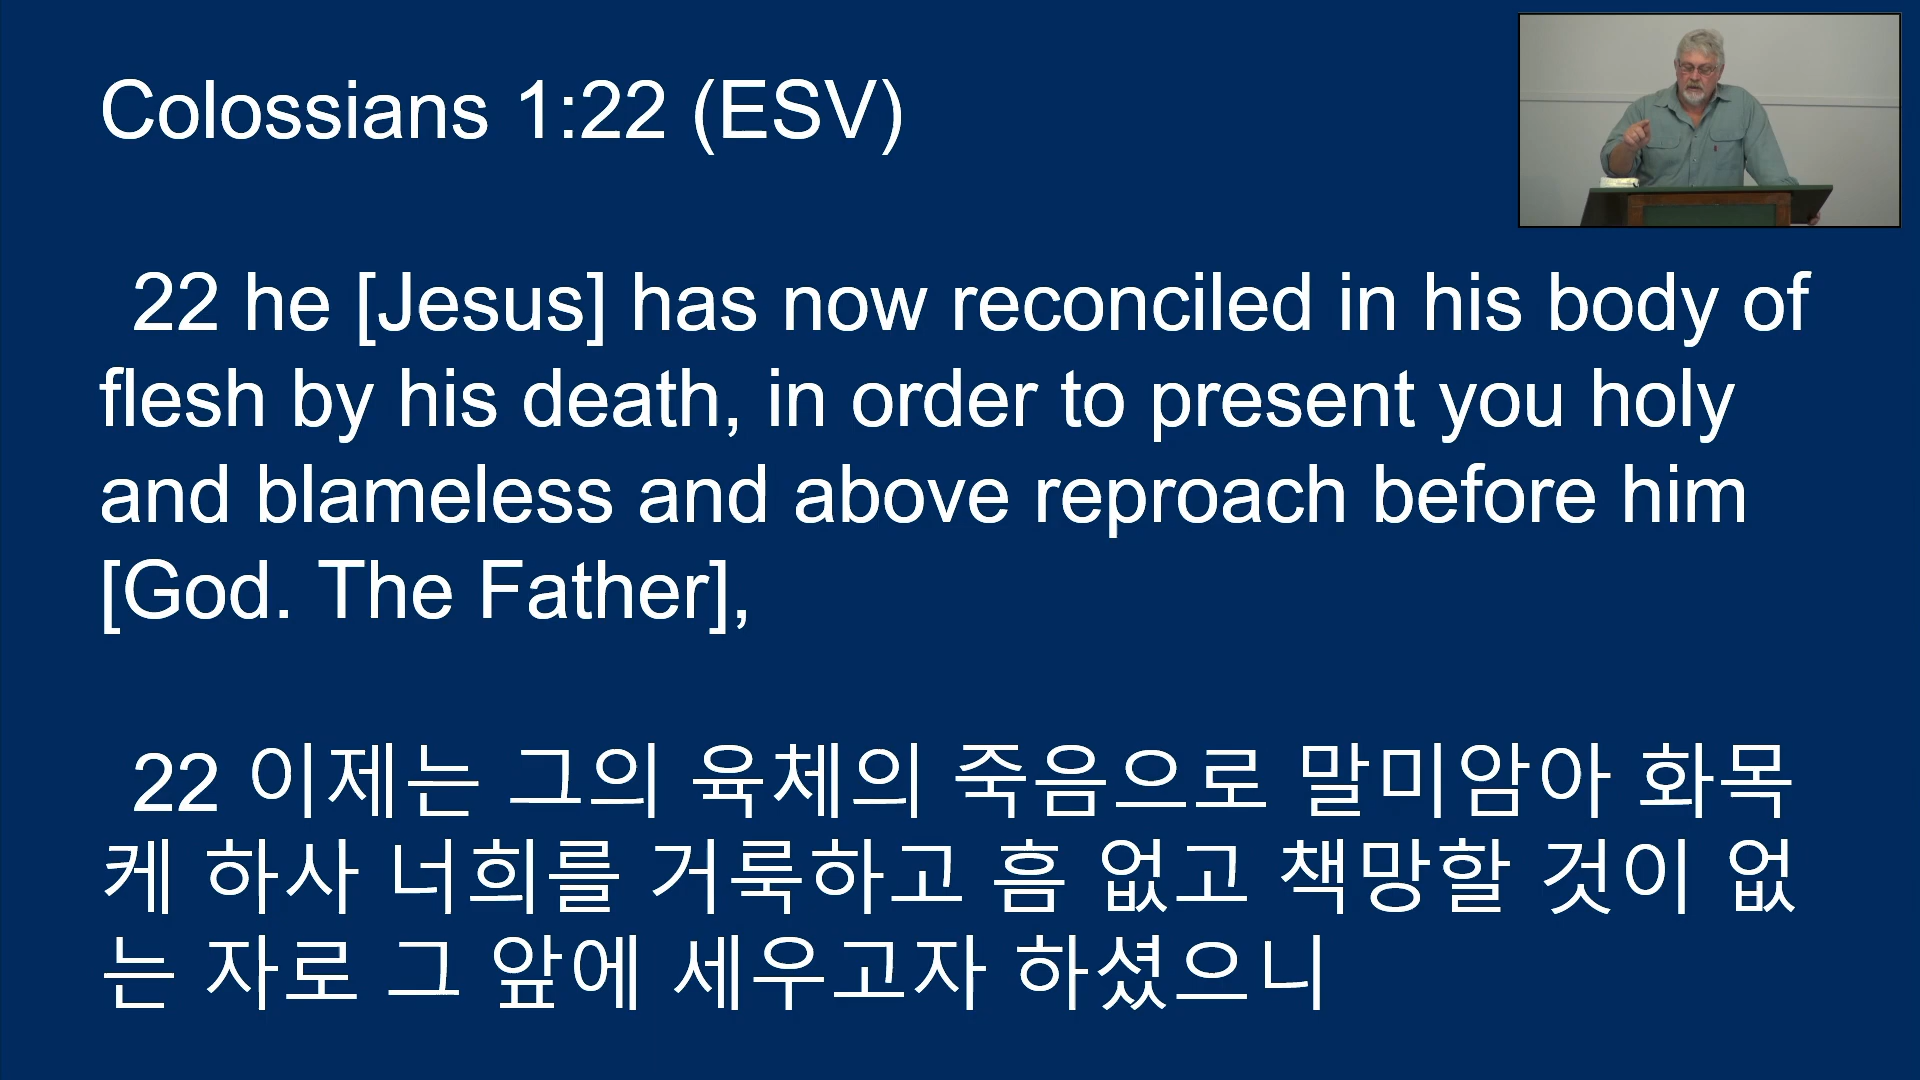 Colossians 1:22 (ESV)
22 he [Jesus] has now reconciled in his body of
flesh by his death, in order to present you holy
and blameless and above reproach before him
[God. The Father],
22 이제는 그의 육체의 죽음으로 말미암아 화목
케 하사 너희를 거룩하고 흠 없고 책망할 것이 없
는 자로 그 앞에 세우고자 하셨으니